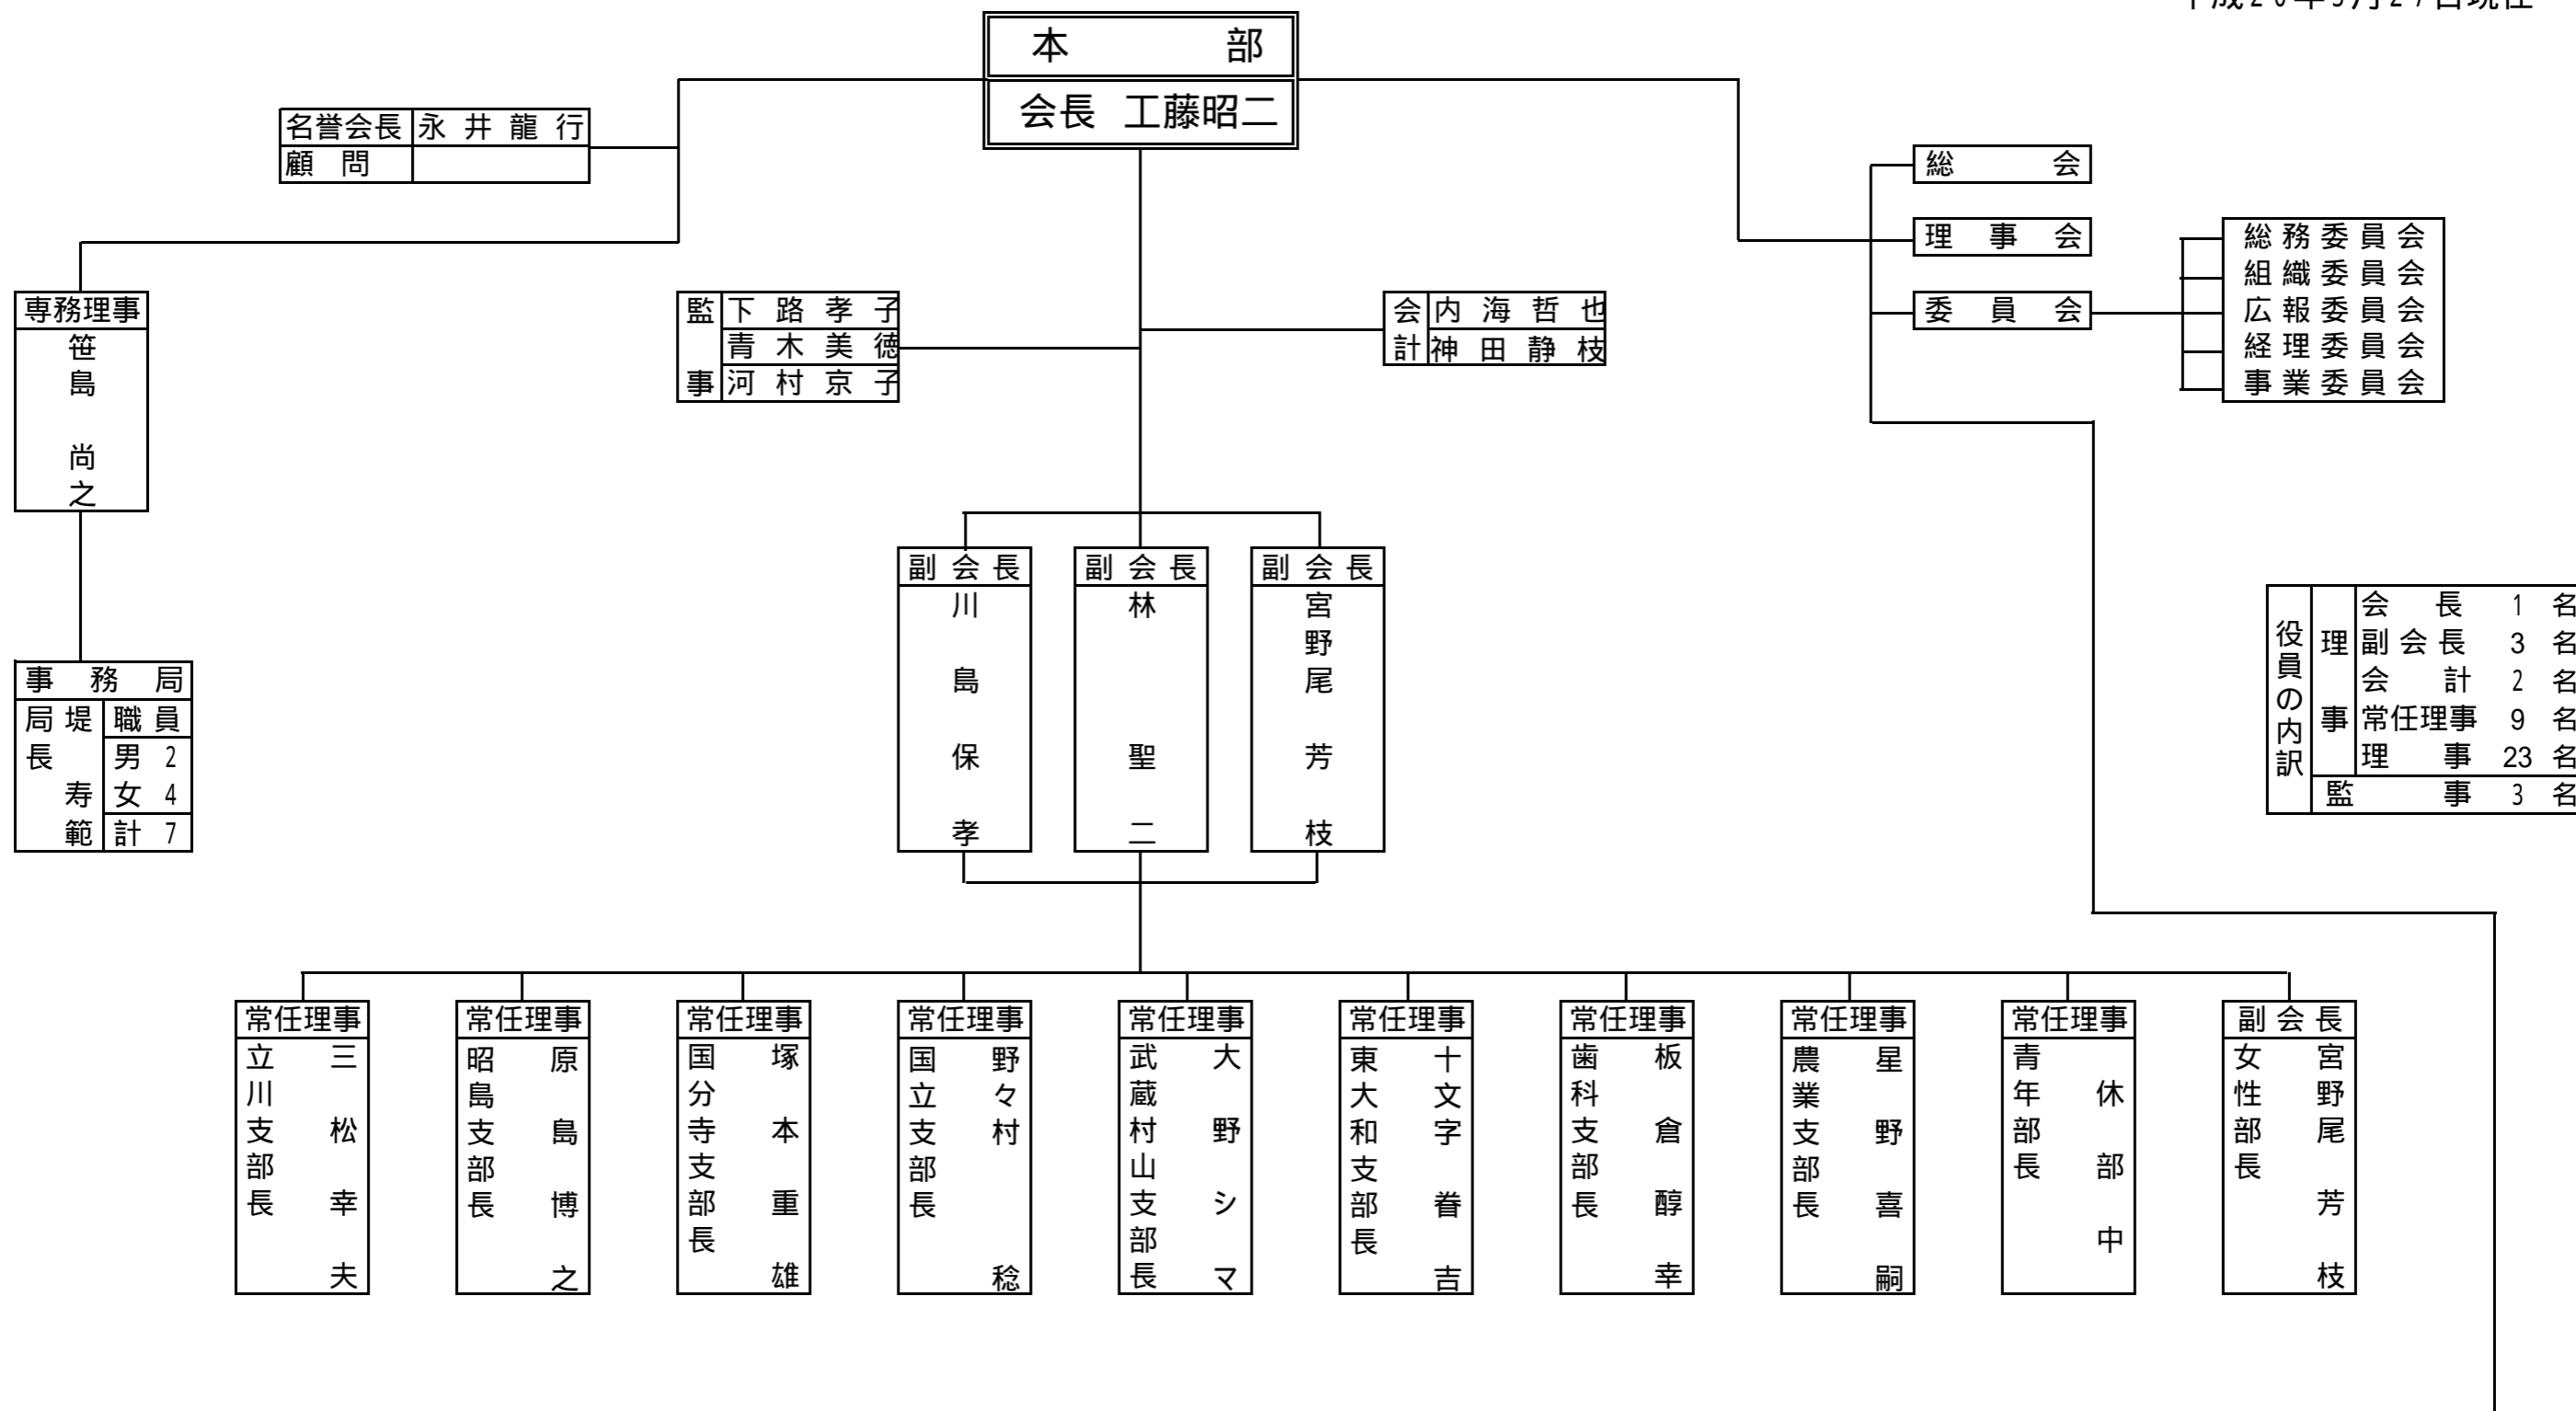 平成20年5月27日現在
本部
会長 工藤昭二
名誉会長 永井龍行
顧問
総会
理事会
委員会
総務委員会
組織委員会
広報委員会
経理委員会
事業委員会
専務理事
笹島尚之
監事
下路孝子
青木美徳
河村京子
会計
内海哲也
神田静枝
副会長
川島保孝
副会長
林聖二
副会長
宮野尾芳枝
役員の内訳
理事
会長 1 名
副会長 3 名
会計 2 名
常任理事 9 名
理事 23 名
監事 3 名
事務局
局長
堤寿範
職員
男 2
女 4
計 7
常任理事
立川支部長
三松幸夫
常任理事
昭島支部長
原島博之
常任理事
国分寺支部長
塚本重雄
常任理事
国立支部長
野々村稔
常任理事
武蔵村山支部長
大野シマ
常任理事
東大和支部長
十文字眷吉
常任理事
歯科支部長
板倉醇幸
常任理事
農業支部長
星野喜嗣
常任理事
青年部長
休部中
副会長
女性部長
宮野尾芳枝